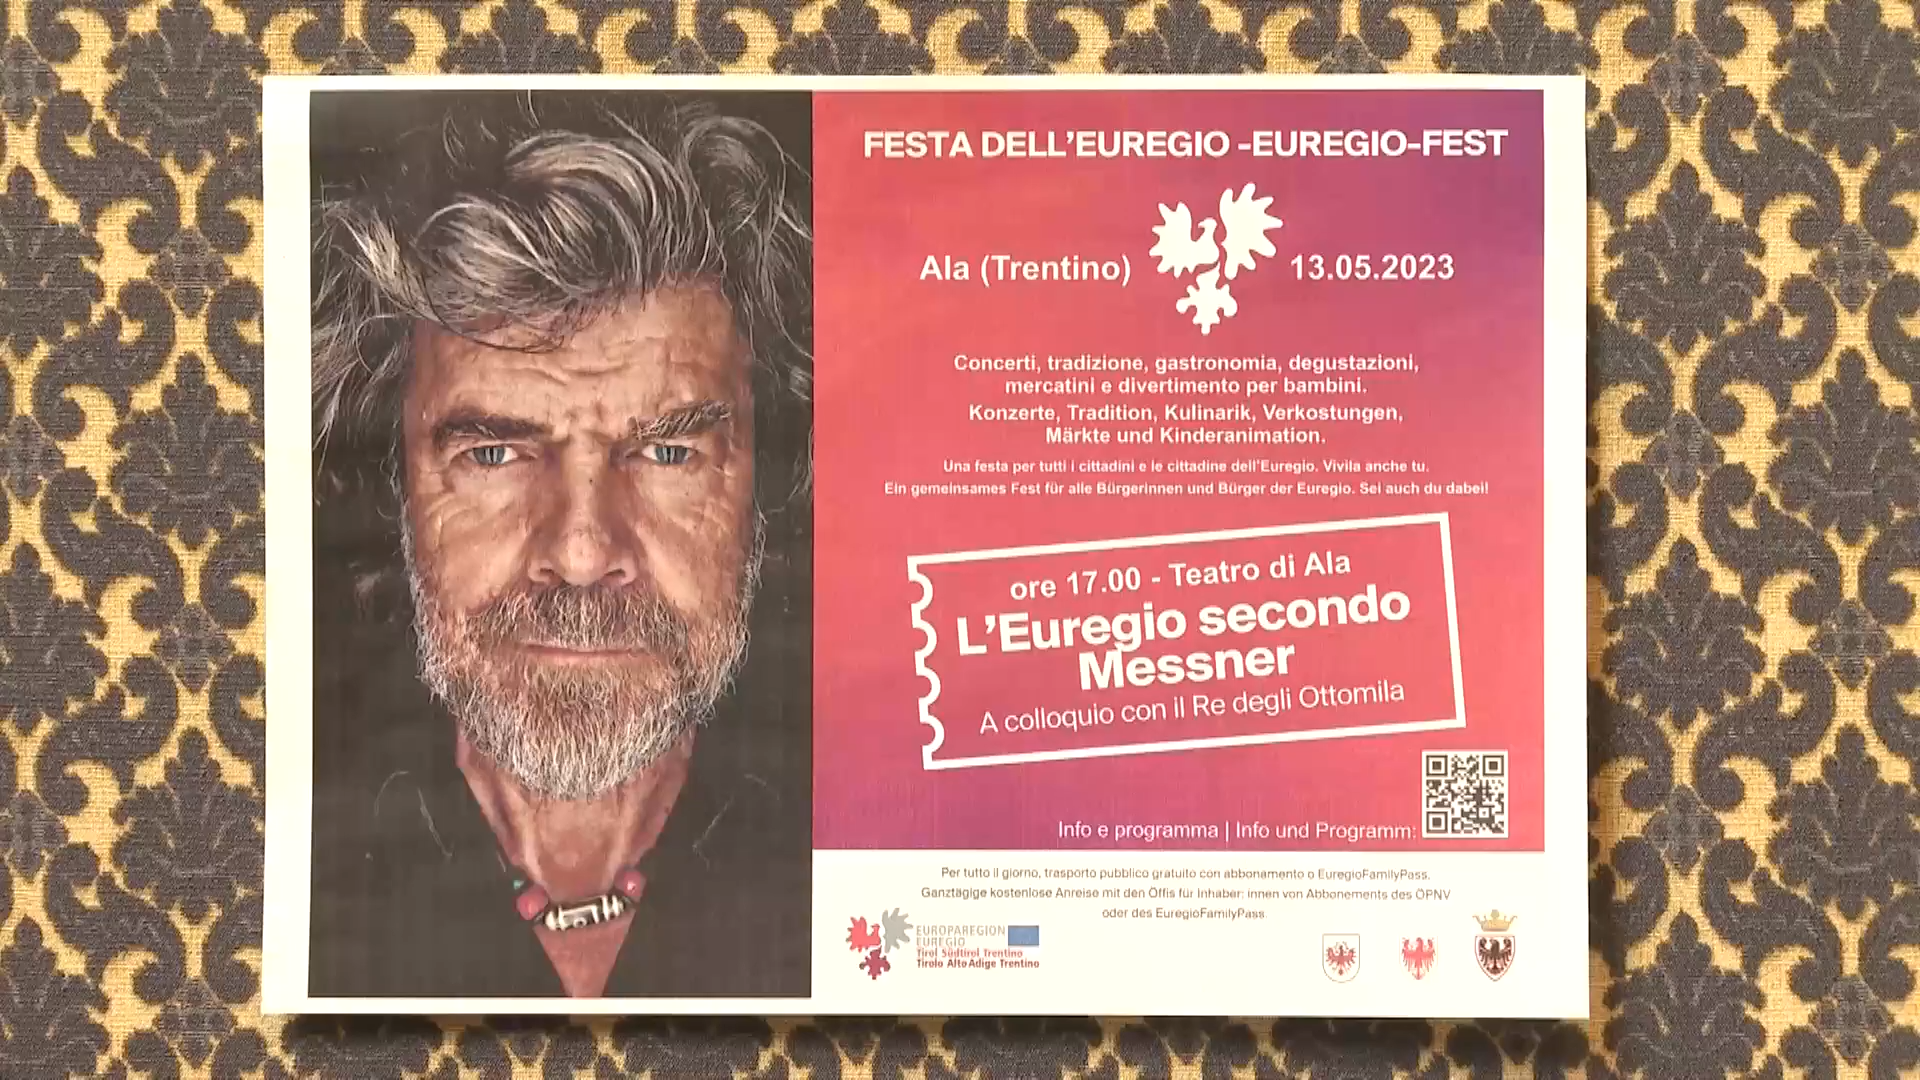 FESTA DELL'EUREGIO -EUREGIO-FEST
Ala (Trentino) 13.05.2023
Concerti, tradizione, gastronomia, degustazioni,
mercatini e divertimento per bambini.
Konzerte, Tradition, Kulinarik, Verkostungen,
Märkte und Kinderanimation.
Una festa per tutti i cittadini e le cittadine dell'Euregio. Vivila anche tu.
Ein gemeinsames Fest für alle Bürgerinnen und Bürger der Euregio. Sei auch du dabei!
ore 17.00 - Teatro di Ala
L'Euregio secondo
Messner
A colloquio con il Re degli Ottomila
Info e programma | Info und Programm:
Per tutto il giorno, trasporto pubblico gratuito con abbonamento o EuregioFamilyPass.
Ganztägige kostenlose Anreise mit den Öffis für Inhaber: innen von Abbonements des ÖPNV
oder des EuregioFamilyPass.
EUROPAREGION
EUREGIO
Tirol Südtirol Trentino
Tirolo Alto Adige Trentino